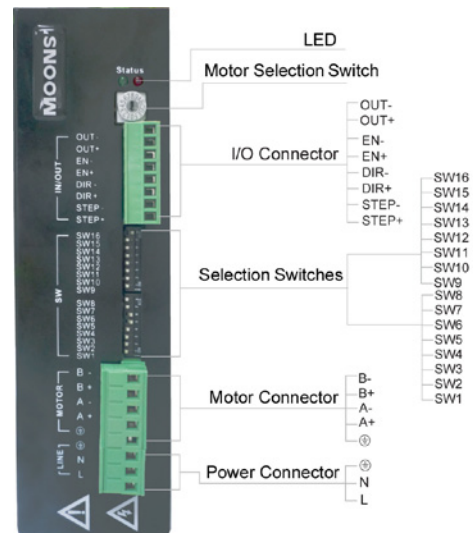 MOONS'
Status
OUT-
OUT+
EN-
EN+
DIR-
DIR+
STEP-
STEP+
IN/OUT
SW16
SW15
SW14
SW13
SW12
SW11
SW10
SW9
SW8
SW7
SW6
SW5
SW4
SW3
SW2
SW1
SW
B -
B +
A -
A +
MOTOR
N
L
LINE
LED
Motor Selection Switch
I/O Connector
OUT-
OUT+
EN-
EN+
DIR-
DIR+
STEP-
STEP+
Selection Switches
SW16
SW15
SW14
SW13
SW12
SW11
SW10
SW9
SW8
SW7
SW6
SW5
SW4
SW3
SW2
SW1
Motor Connector
B-
B+
A-
A+
Power Connector
N
L